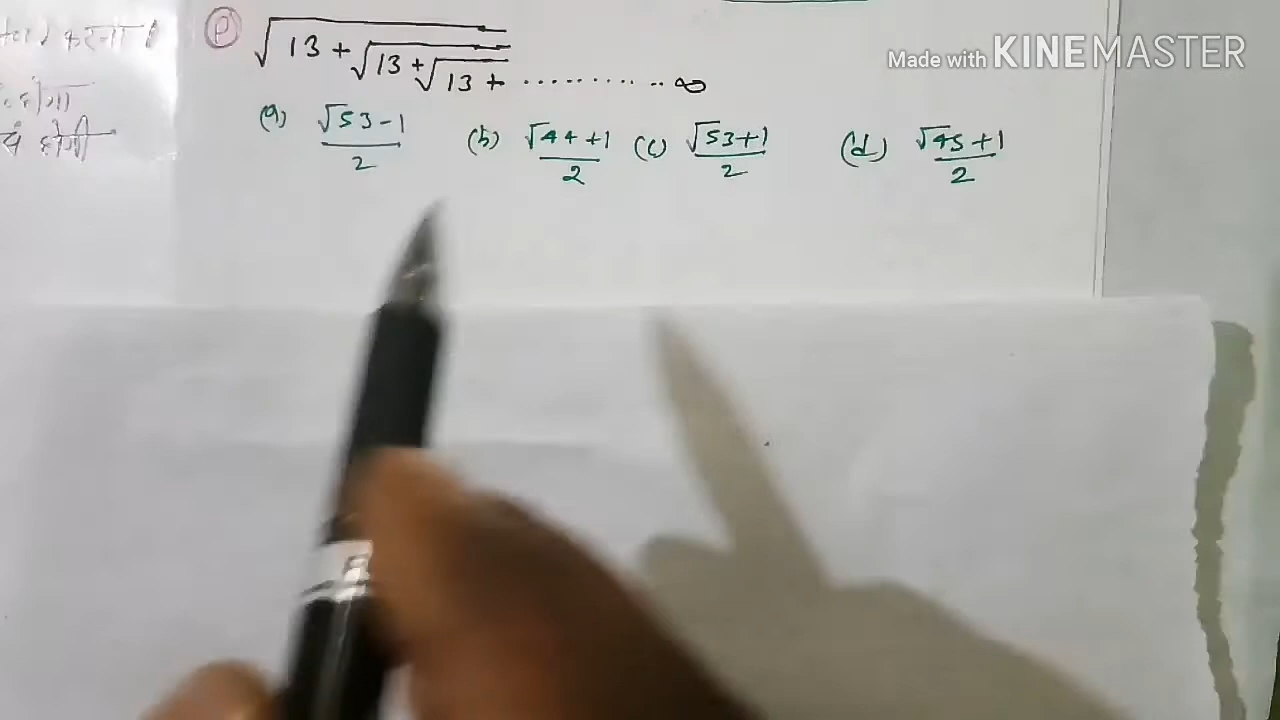 Made with KINEMASTER
(P) √13 + √13 + √13 + ........... ∞
(a) √53 - 1 / 2 (b) √44 + 1 / 2 (c) √53 + 1 / 2 (d) √45 + 1 / 2